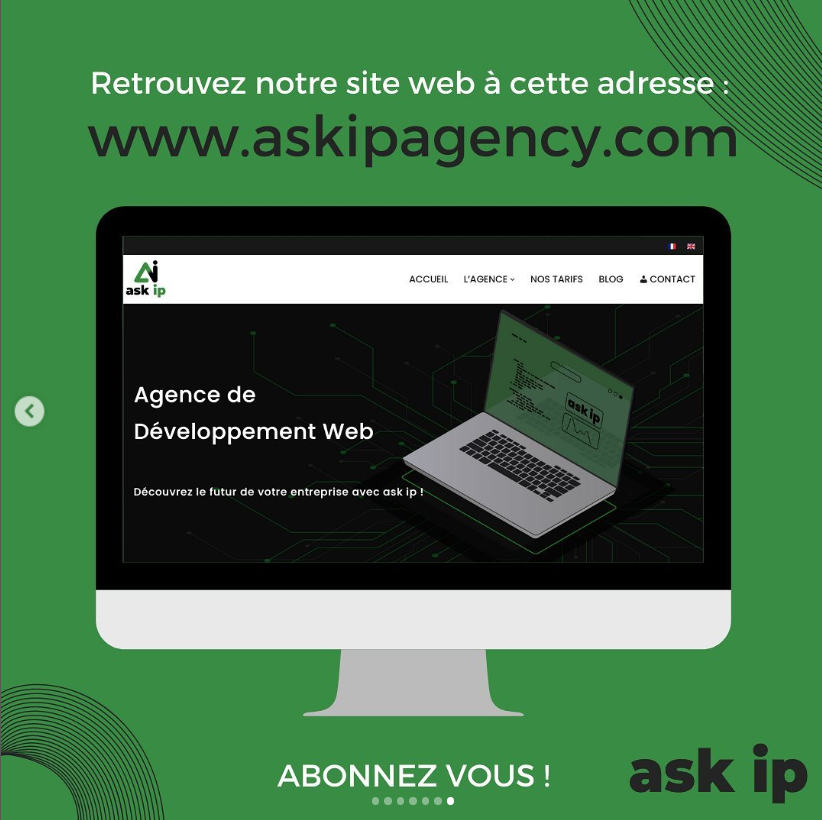 Retrouvez notre site web à cette adresse :
www.askipagency.com
ask ip
ACCUEIL L'AGENCE NOS TARIFS BLOG CONTACT
Agence de
Développement Web
ask ip
Découvrez le futur de votre entreprise avec ask ip !
ABONNEZ VOUS !
ask ip